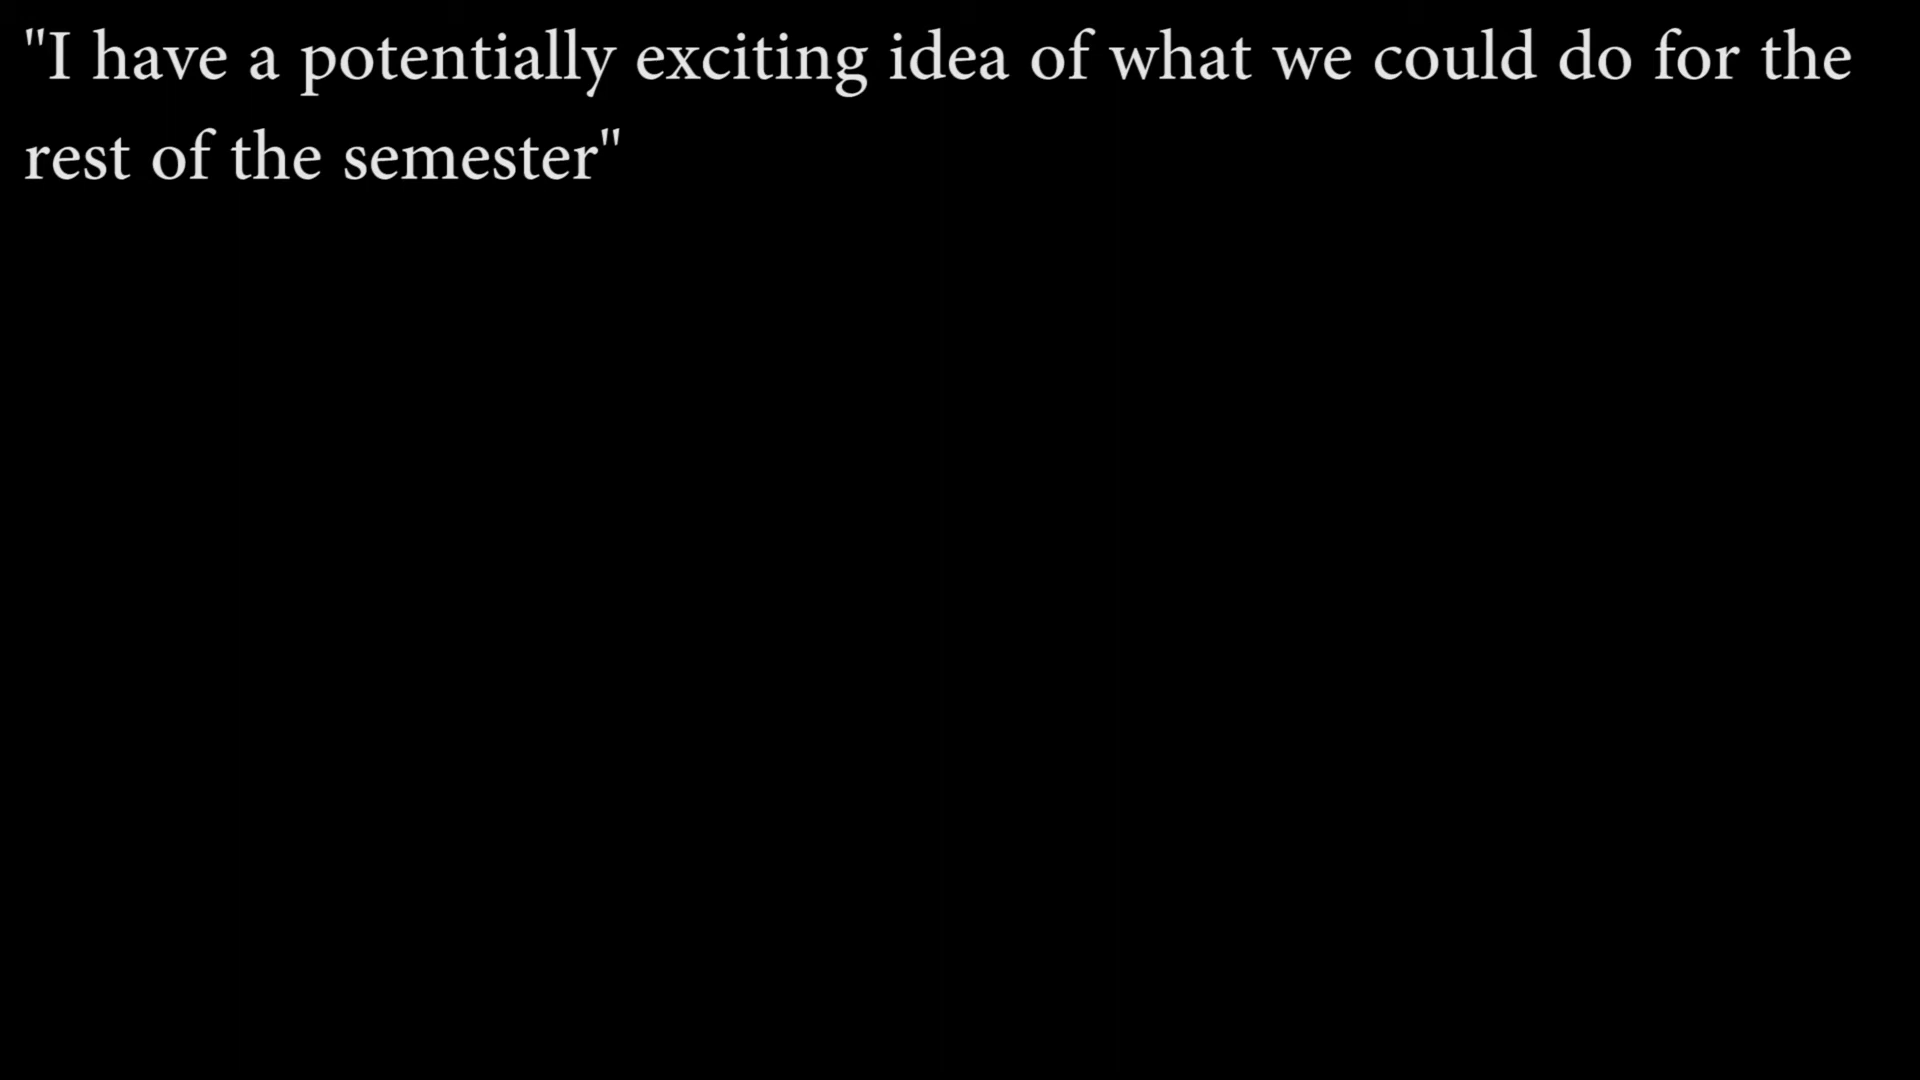 "I have a potentially exciting idea of what we could do for the
rest of the semester"